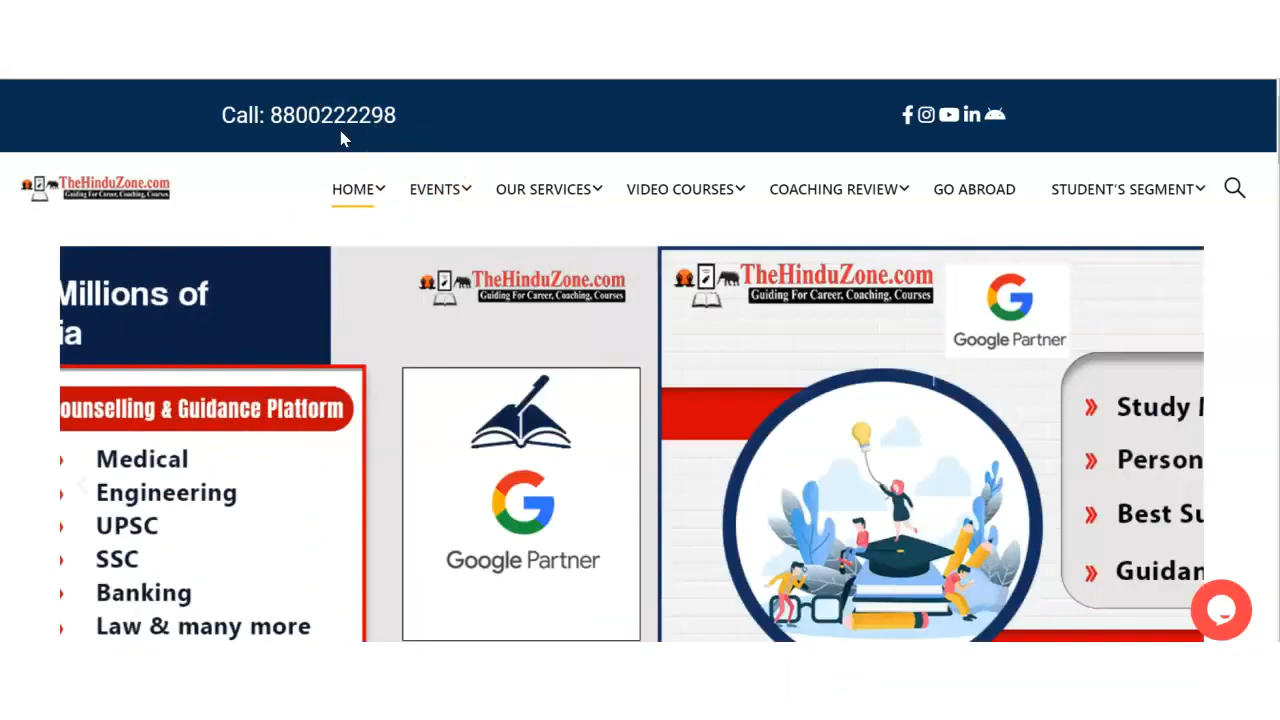 Call: 8800222298
TheHinduZone.com
Guiding For Career, Coaching, Courses
HOME
EVENTS
OUR SERVICES
VIDEO COURSES
COACHING REVIEW
GO ABROAD
STUDENT'S SEGMENT
Millions of
ia
ounselling & Guidance Platform
Medical
Engineering
UPSC
SSC
Banking
Law & many more
TheHinduZone.com
Guiding For Career, Coaching, Courses
Google Partner
TheHinduZone.com
Guiding For Career, Coaching, Courses
Google Partner
Study
Person
Best Su
Guidan